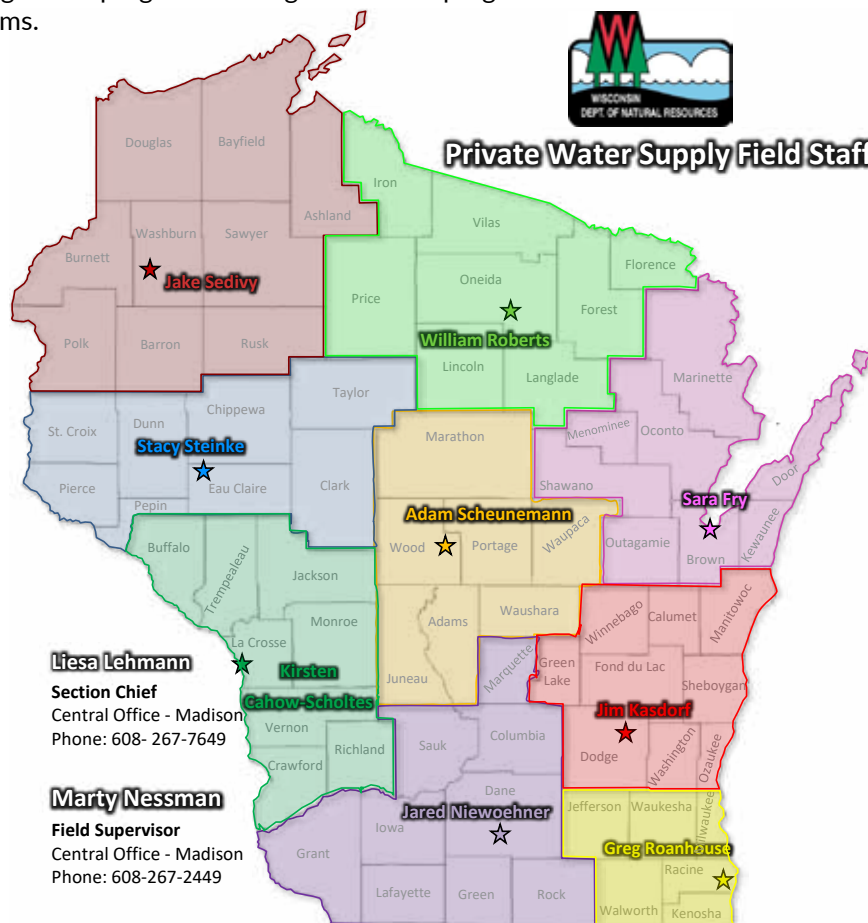 ms.
WISCONSIN
DEPT. OF NATURAL RESOURCES
Private Water Supply Field Staff
Douglas
Bayfield
Iron
Ashland
Vilas
Washburn
Sawyer
Burnett
Florence
Oneida
Jake Sedivy
Price
Forest
William Roberts
Polk
Barron
Rusk
Lincoln
Langlade
Marinette
Taylor
Chippewa
St. Croix
Dunn
Menominee
Oconto
Marathon
Stacy Steinke
Door
Pierce
Eau Claire
Clark
Shawano
Sara Fry
Pepin
Adam Scheunemann
Buffalo
Wood
Portage
Waupaca
Outagamie
Brown
Kewaunee
Trempealeau
Jackson
Monroe
Adams
Waushara
Winnebago
Calumet
Manitowoc
La Crosse
Liesa Lehmann
Section Chief
Central Office - Madison
Phone: 608- 267-7649
Kirsten
Cahow-Scholtes
Juneau
Marquette
Green
Lake
Fond du Lac
Sheboygan
Jim Kasdorf
Vernon
Richland
Crawford
Sauk
Columbia
Dodge
Washington
Ozaukee
Marty Nessman
Field Supervisor
Central Office - Madison
Phone: 608-267-2449
Dane
Jared Niewoehner
Iowa
Grant
Lafayette
Green
Rock
Jefferson
Waukesha
Milwaukee
Greg Roanhouse
Racine
Walworth
Kenosha